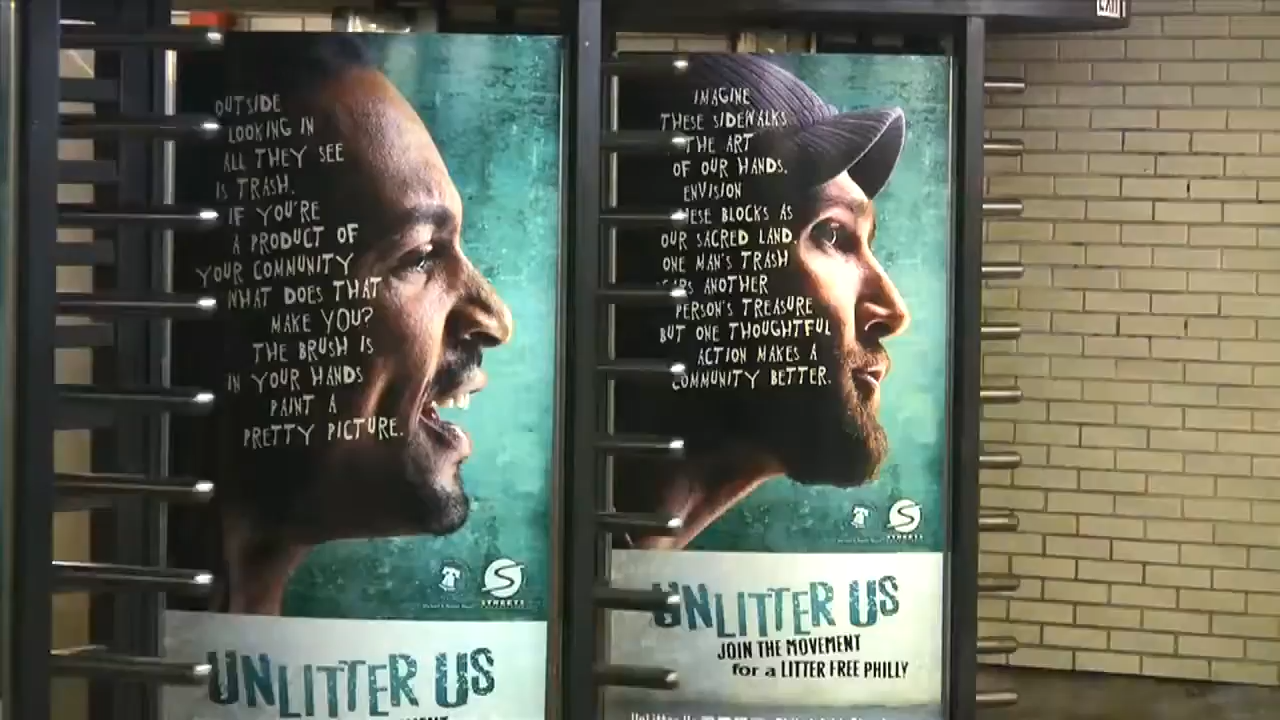 OUTSIDE
LOOKING IN
ALL THEY SEE
IS TRASH.
IF YOU'RE
A PRODUCT OF
YOUR COMMUNITY
WHAT DOES THAT
MAKE YOU?
THE BRUSH IS
IN YOUR HANDS
PAINT A
PRETTY PICTURE.
STREETS
UNLITTER US
IMAGINE
THESE SIDEWALKS
THE ART
OF OUR HANDS.
ENVISION
THESE BLOCKS AS
OUR SACRED LAND.
ONE MAN'S TRASH
ANOTHER
PERSON'S TREASURE
BUT ONE THOUGHTFUL
ACTION MAKES A
COMMUNITY BETTER.
STREETS
UNLITTER US
JOIN THE MOVEMENT
for a LITTER FREE PHILLY
EXIT